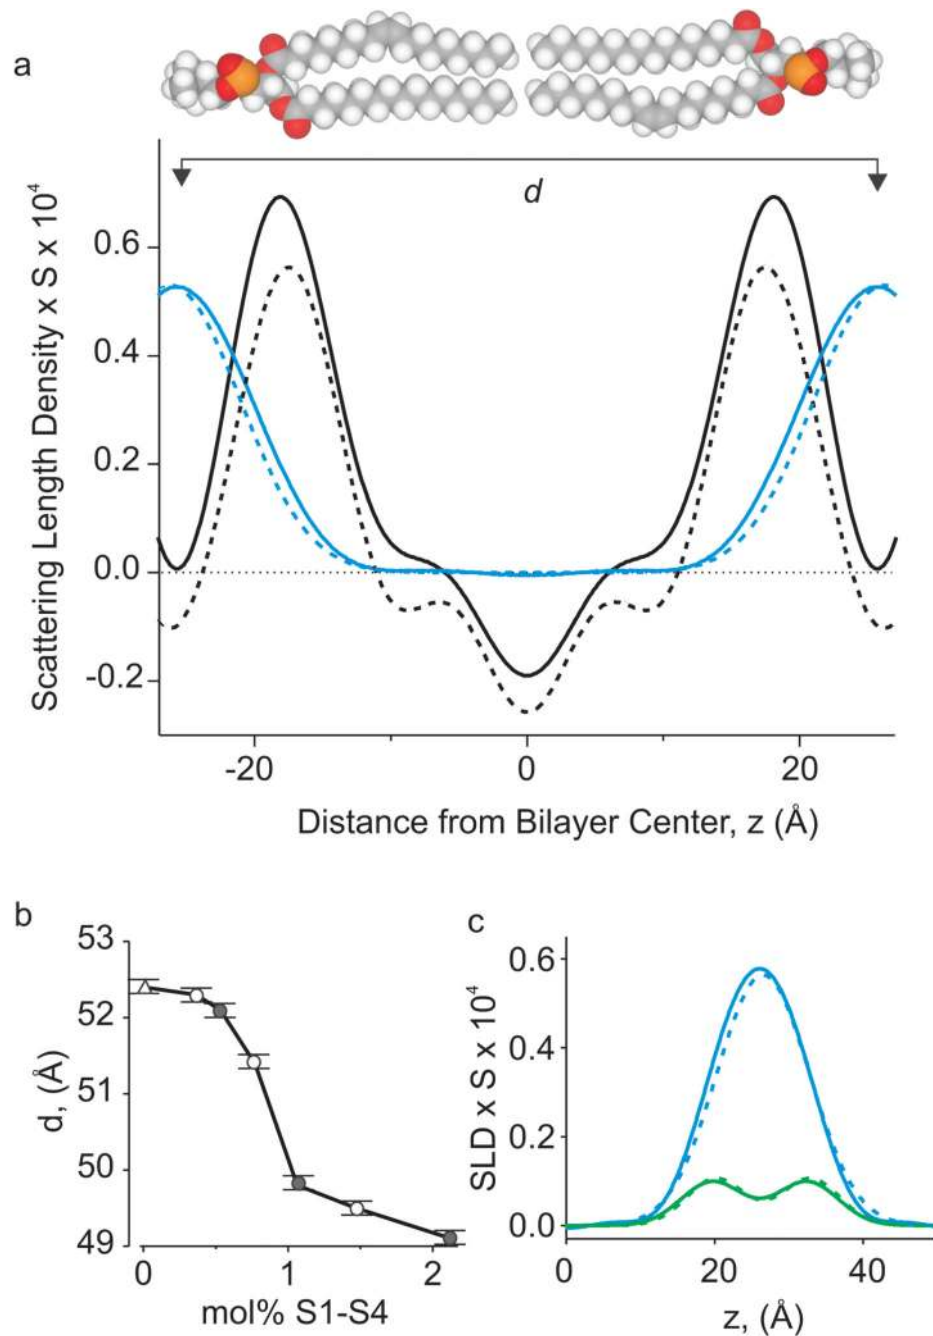 a
d
Scattering Length Density x S x 10⁴
0.6
0.4
0.2
0.0
-0.2
-20
0
20
Distance from Bilayer Center, z (Å)
b
d, (Å)
53
52
51
50
49
0
1
2
mol% S1-S4
c
SLD x S x 10⁴
0.6
0.4
0.2
0.0
0
20
40
z, (Å)